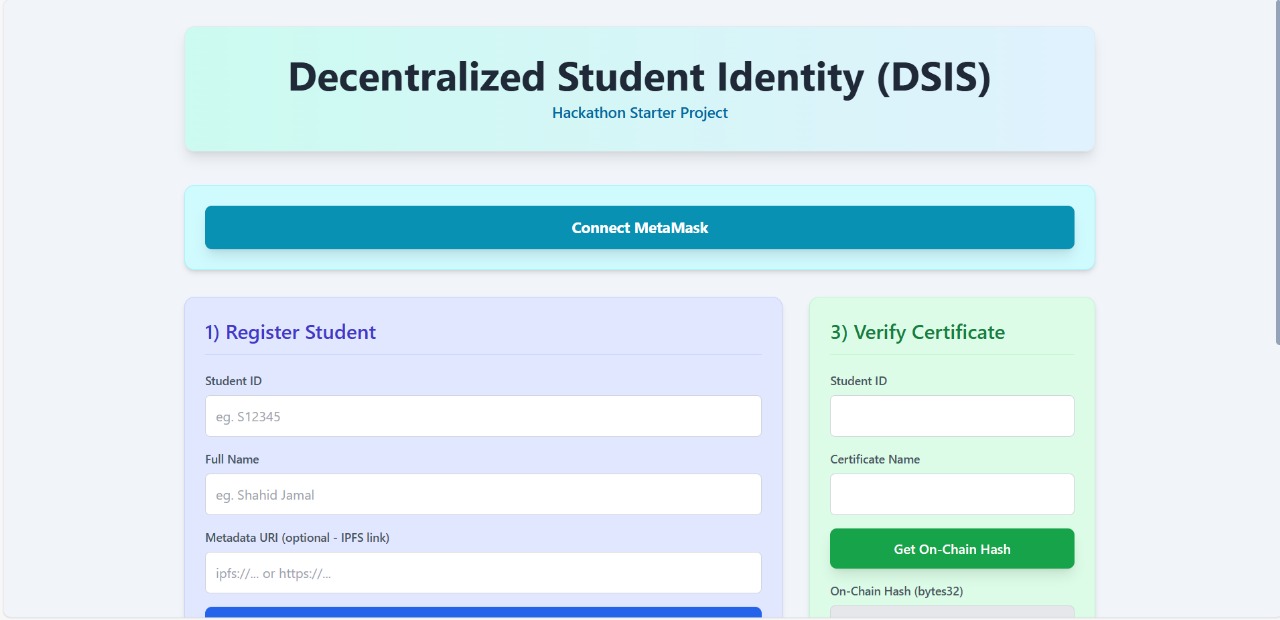 Decentralized Student Identity (DSIS)
Hackathon Starter Project
Connect MetaMask
1) Register Student
Student ID
eg. S12345
Full Name
eg. Shahid Jamal
Metadata URI (optional - IPFS link)
ipfs://... or https://...
3) Verify Certificate
Student ID
Certificate Name
Get On-Chain Hash
On-Chain Hash (bytes32)